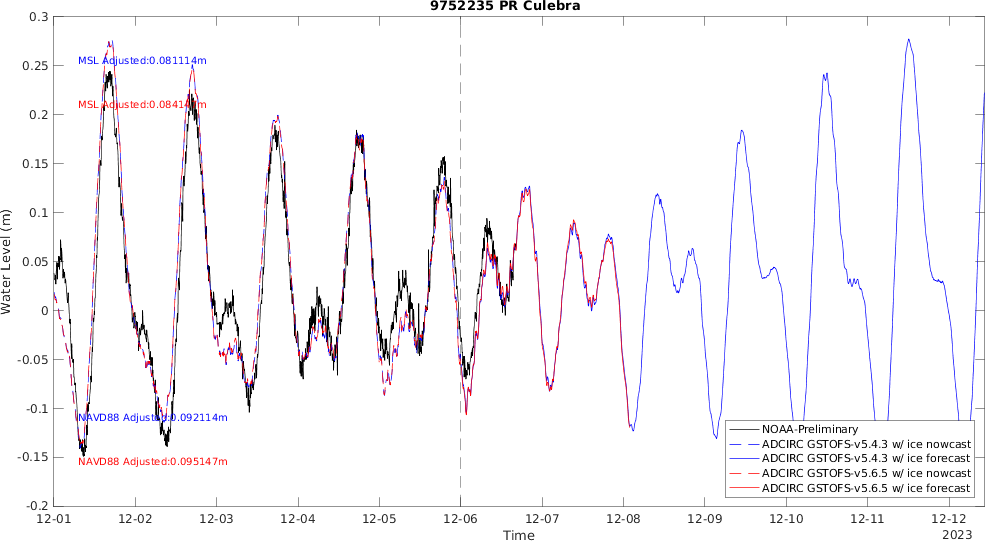 9752235 PR Culebra
0.3
0.25
0.2
0.15
0.1
0.05
0
-0.05
-0.1
-0.15
-0.2
Water Level (m)
MSL Adjusted:0.081114m
MSL Adjusted:0.084147m
NAVD88 Adjusted:0.092114m
NAVD88 Adjusted:0.095147m
NOAA-Preliminary
ADCIRC GSTOFS-v5.4.3 w/ ice nowcast
ADCIRC GSTOFS-v5.4.3 w/ ice forecast
ADCIRC GSTOFS-v5.6.5 w/ ice nowcast
ADCIRC GSTOFS-v5.6.5 w/ ice forecast
12-01 12-02 12-03 12-04 12-05 12-06 12-07 12-08 12-09 12-10 12-11 12-12
Time
2023